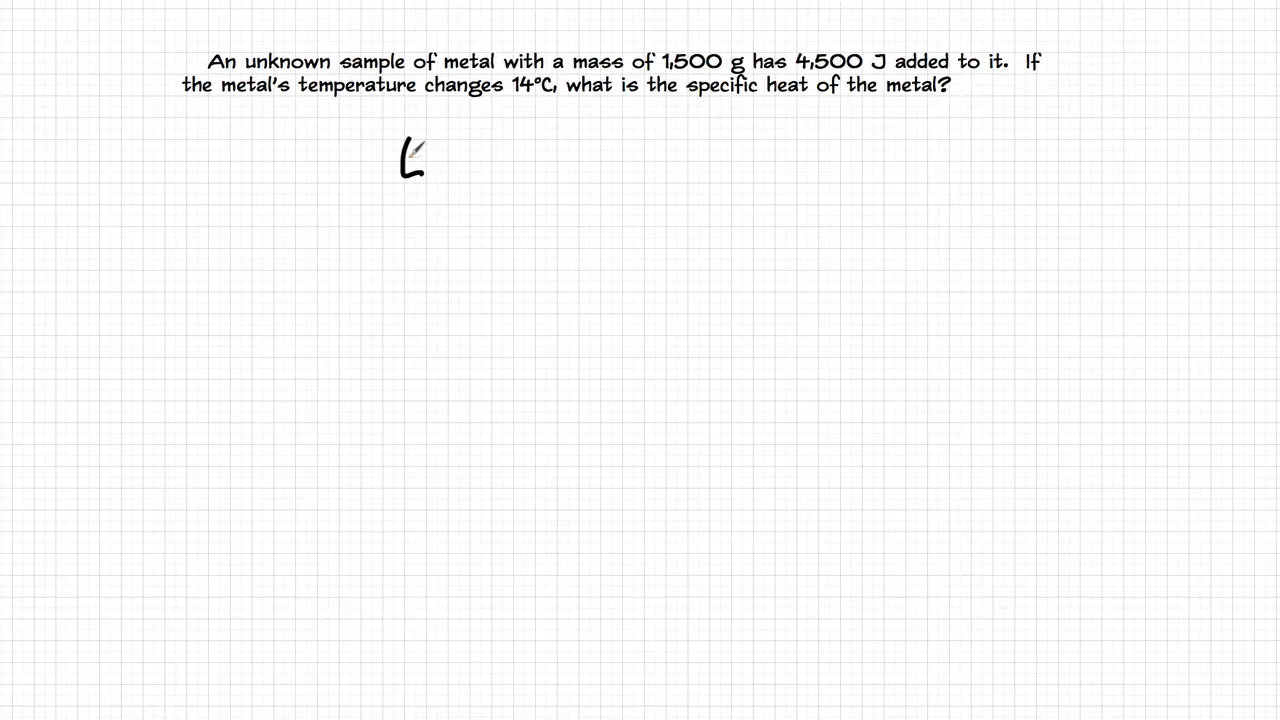 An unknown sample of metal with a mass of 1,500 g has 4,500 J added to it. If
the metal's temperature changes 14°C, what is the specific heat of the metal?